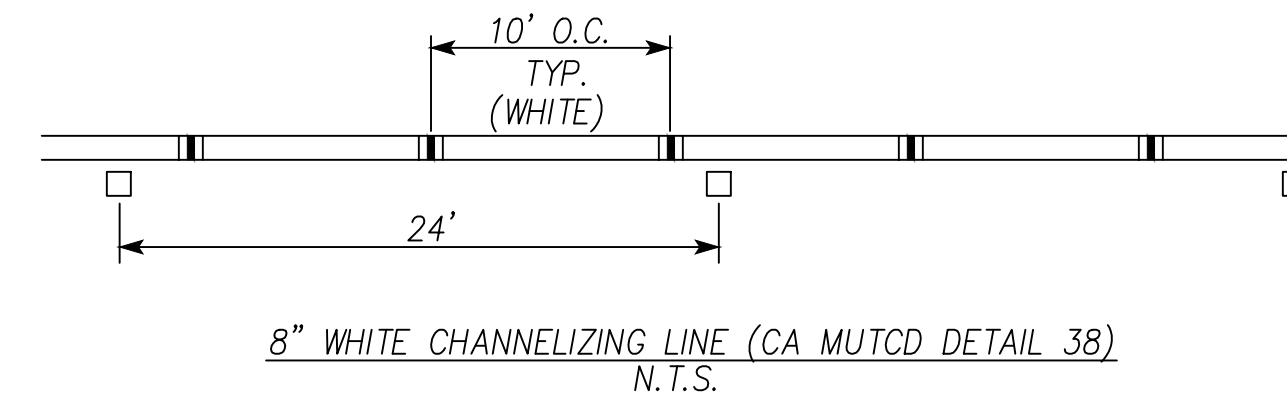 10' O.C.
TYP.
(WHITE)
24'
8" WHITE CHANNELIZING LINE (CA MUTCD DETAIL 38)
N.T.S.